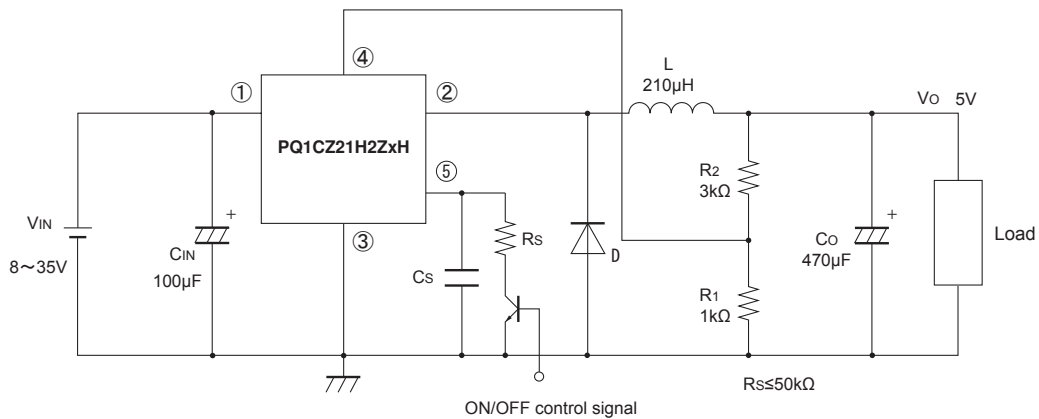 ④
L
210μH
①
②
Vo 5V
PQ1CZ21H2ZxH
R2
3kΩ
⑤
VIN
8～35V
+
CIN
100μF
③
CS
RS
D
R1
1kΩ
+
CO
470μF
Load
RS≤50kΩ
ON/OFF control signal